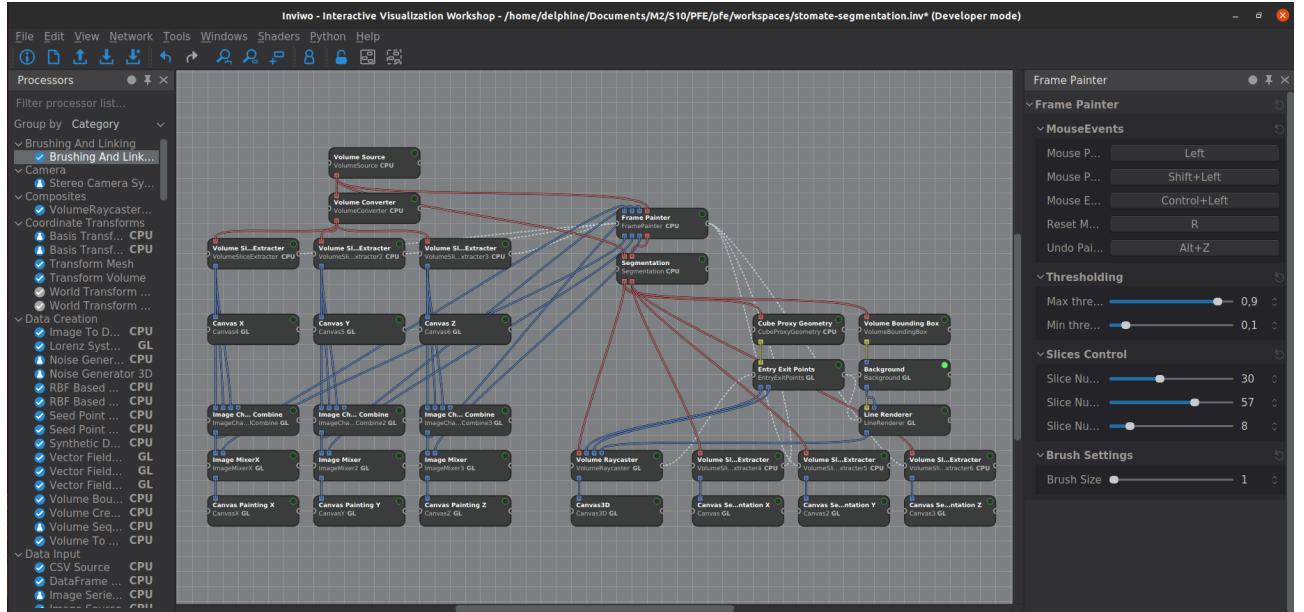 Inviwo - Interactive Visualization Workshop - /home/delphine/Documents/M2/S10/PFE/pfe/workspaces/stomate-segmentation.inv* (Developer mode)
File Edit View Network Tools Windows Shaders Python Help
Processors
Filter processor list...
Group by Category
Brushing And Linking
Brushing And Link...
Camera
Stereo Camera Sy...
Composites
VolumeRaycaster...
Coordinate Transforms
Basis Transf... CPU
Basis Transf... CPU
Transform Mesh
Transform Volume
World Transform ...
World Transform ...
Data Creation
Image To D... CPU
Lorenz Syst... GL
Noise Gener... CPU
Noise Generator 3D
RBF Based ... CPU
RBF Based ... CPU
Seed Point ... CPU
Seed Point ... CPU
Synthetic D... CPU
Vector Field... GL
Vector Field... GL
Volume Bou... CPU
Volume Cre... CPU
Volume Seq... CPU
Volume To ... CPU
Data Input
CSV Source CPU
DataFrame ... CPU
Image Serie... CPU
Image Source CPU
Volume Source
VolumeSource CPU
Volume Converter
VolumeConverter CPU
Frame Painter
FramePainter CPU
Volume Sl...Extracter
VolumeSliceExtracter CPU
Volume Sl...Extracter
VolumeSli...xtracter2 CPU
Volume Sl...Extracter
VolumeSli...xtracter3 CPU
Segmentation
Segmentation CPU
Canvas X
Canvas4 GL
Canvas Y
Canvas5 GL
Canvas Z
Canvas6 GL
Cube Proxy Geometry
CubeProxyGeometry CPU
Volume Bounding Box
VolumeBoundingBox
Entry Exit Points
EntryExitPoints GL
Background
Background GL
Image Ch... Combine
ImageCha...lCombine GL
Image Ch... Combine
ImageCha...Combine2 GL
Image Ch... Combine
ImageCha...Combine3 GL
Line Renderer
LineRenderer GL
Image MixerX
ImageMixerX GL
Image Mixer
ImageMixer2 GL
Image Mixer
ImageMixer3 GL
Volume Raycaster
VolumeRaycaster GL
Volume Sl...Extracter
VolumeSli...xtracter4 CPU
Volume Sl...Extracter
VolumeSli...xtracter5 CPU
Volume Sl...Extracter
VolumeSli...xtracter6 CPU
Canvas Painting X
CanvasX GL
Canvas Painting Y
CanvasY GL
Canvas Painting Z
CanvasZ GL
Canvas3D
Canvas3D GL
Canvas Se...ntation X
Canvas GL
Canvas Se...ntation Y
Canvas2 GL
Canvas Se...ntation Z
Canvas3 GL
Frame Painter
Frame Painter
MouseEvents
Mouse P... Left
Mouse P... Shift+Left
Mouse E... Control+Left
Reset M... R
Undo Pai... Alt+Z
Thresholding
Max thre... 0,9
Min thre... 0,1
Slices Control
Slice Nu... 30
Slice Nu... 57
Slice Nu... 8
Brush Settings
Brush Size 1